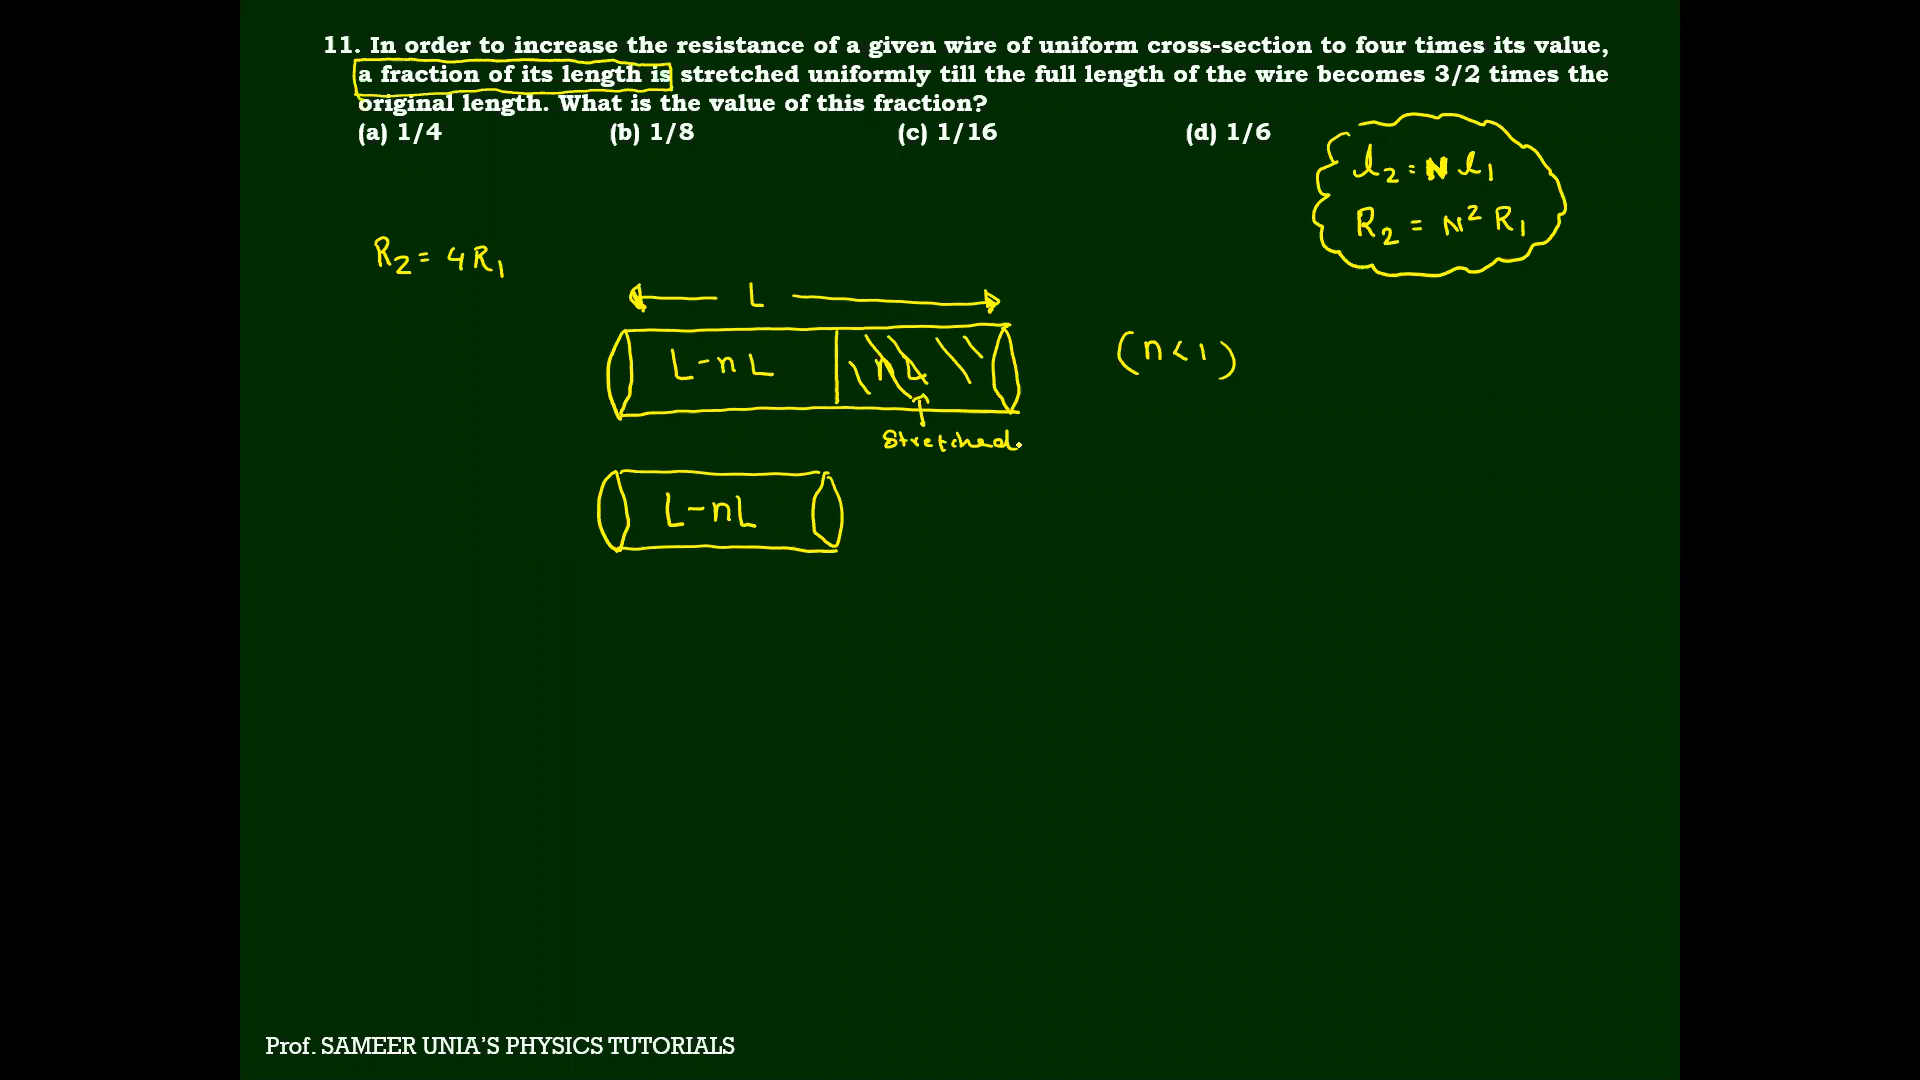 11. In order to increase the resistance of a given wire of uniform cross-section to four times its value,
a fraction of its length is stretched uniformly till the full length of the wire becomes 3/2 times the
original length. What is the value of this fraction?
(a) 1/4 (b) 1/8 (c) 1/16 (d) 1/6
l₂ = N l₁
R₂ = N² R₁
R₂ = 4R₁
L
L-nL nL
(n<1)
Stretched.
L-nL
Prof. SAMEER UNIA'S PHYSICS TUTORIALS